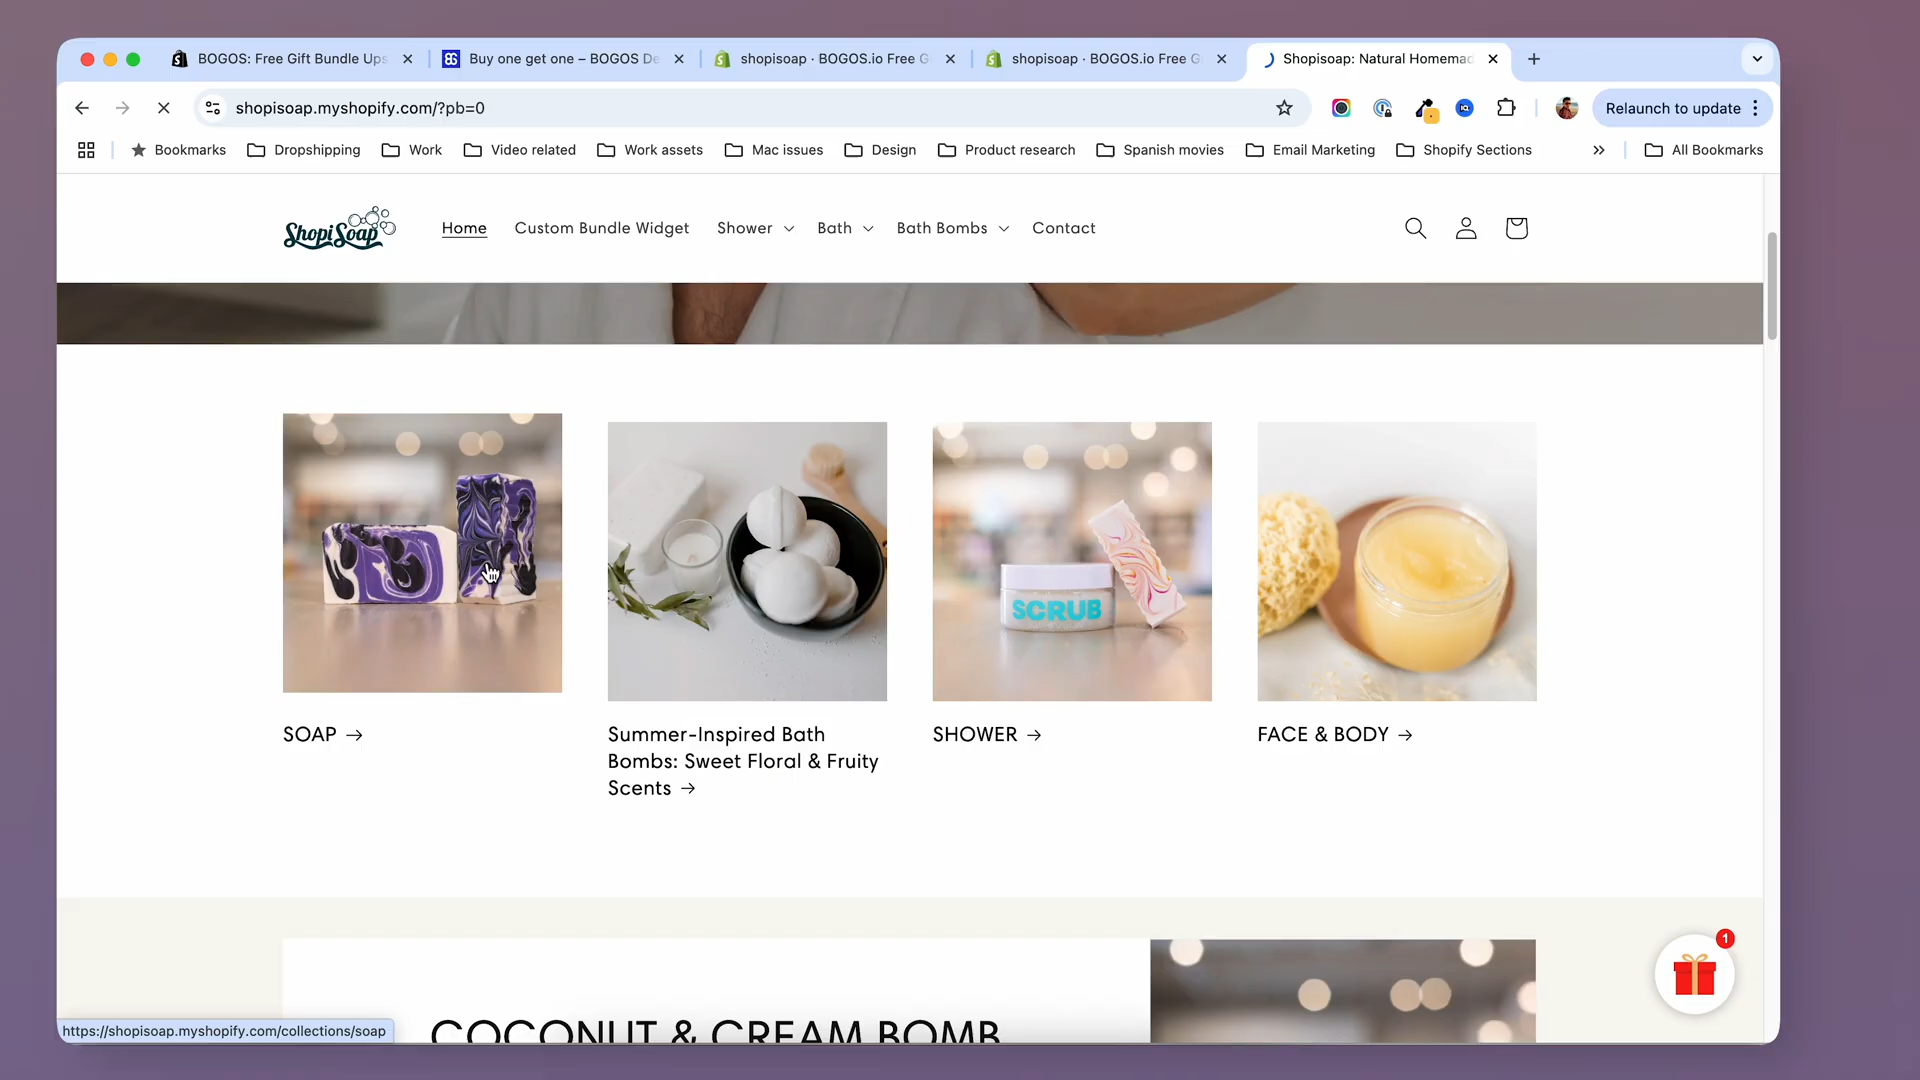 BOGOS: Free Gift Bundle Ups
Buy one get one – BOGOS De
shopisoap · BOGOS.io Free G
shopisoap · BOGOS.io Free G
Shopisoap: Natural Homemad
shopisoap.myshopify.com/?pb=0
Relaunch to update
Bookmarks
Dropshipping
Work
Video related
Work assets
Mac issues
Design
Product research
Spanish movies
Email Marketing
Shopify Sections
All Bookmarks
ShopiSoap
Home
Custom Bundle Widget
Shower
Bath
Bath Bombs
Contact
SCRUB
SOAP →
Summer-Inspired Bath
Bombs: Sweet Floral & Fruity
Scents →
SHOWER →
FACE & BODY →
1
COCONUT & CREAM BOMB
https://shopisoap.myshopify.com/collections/soap